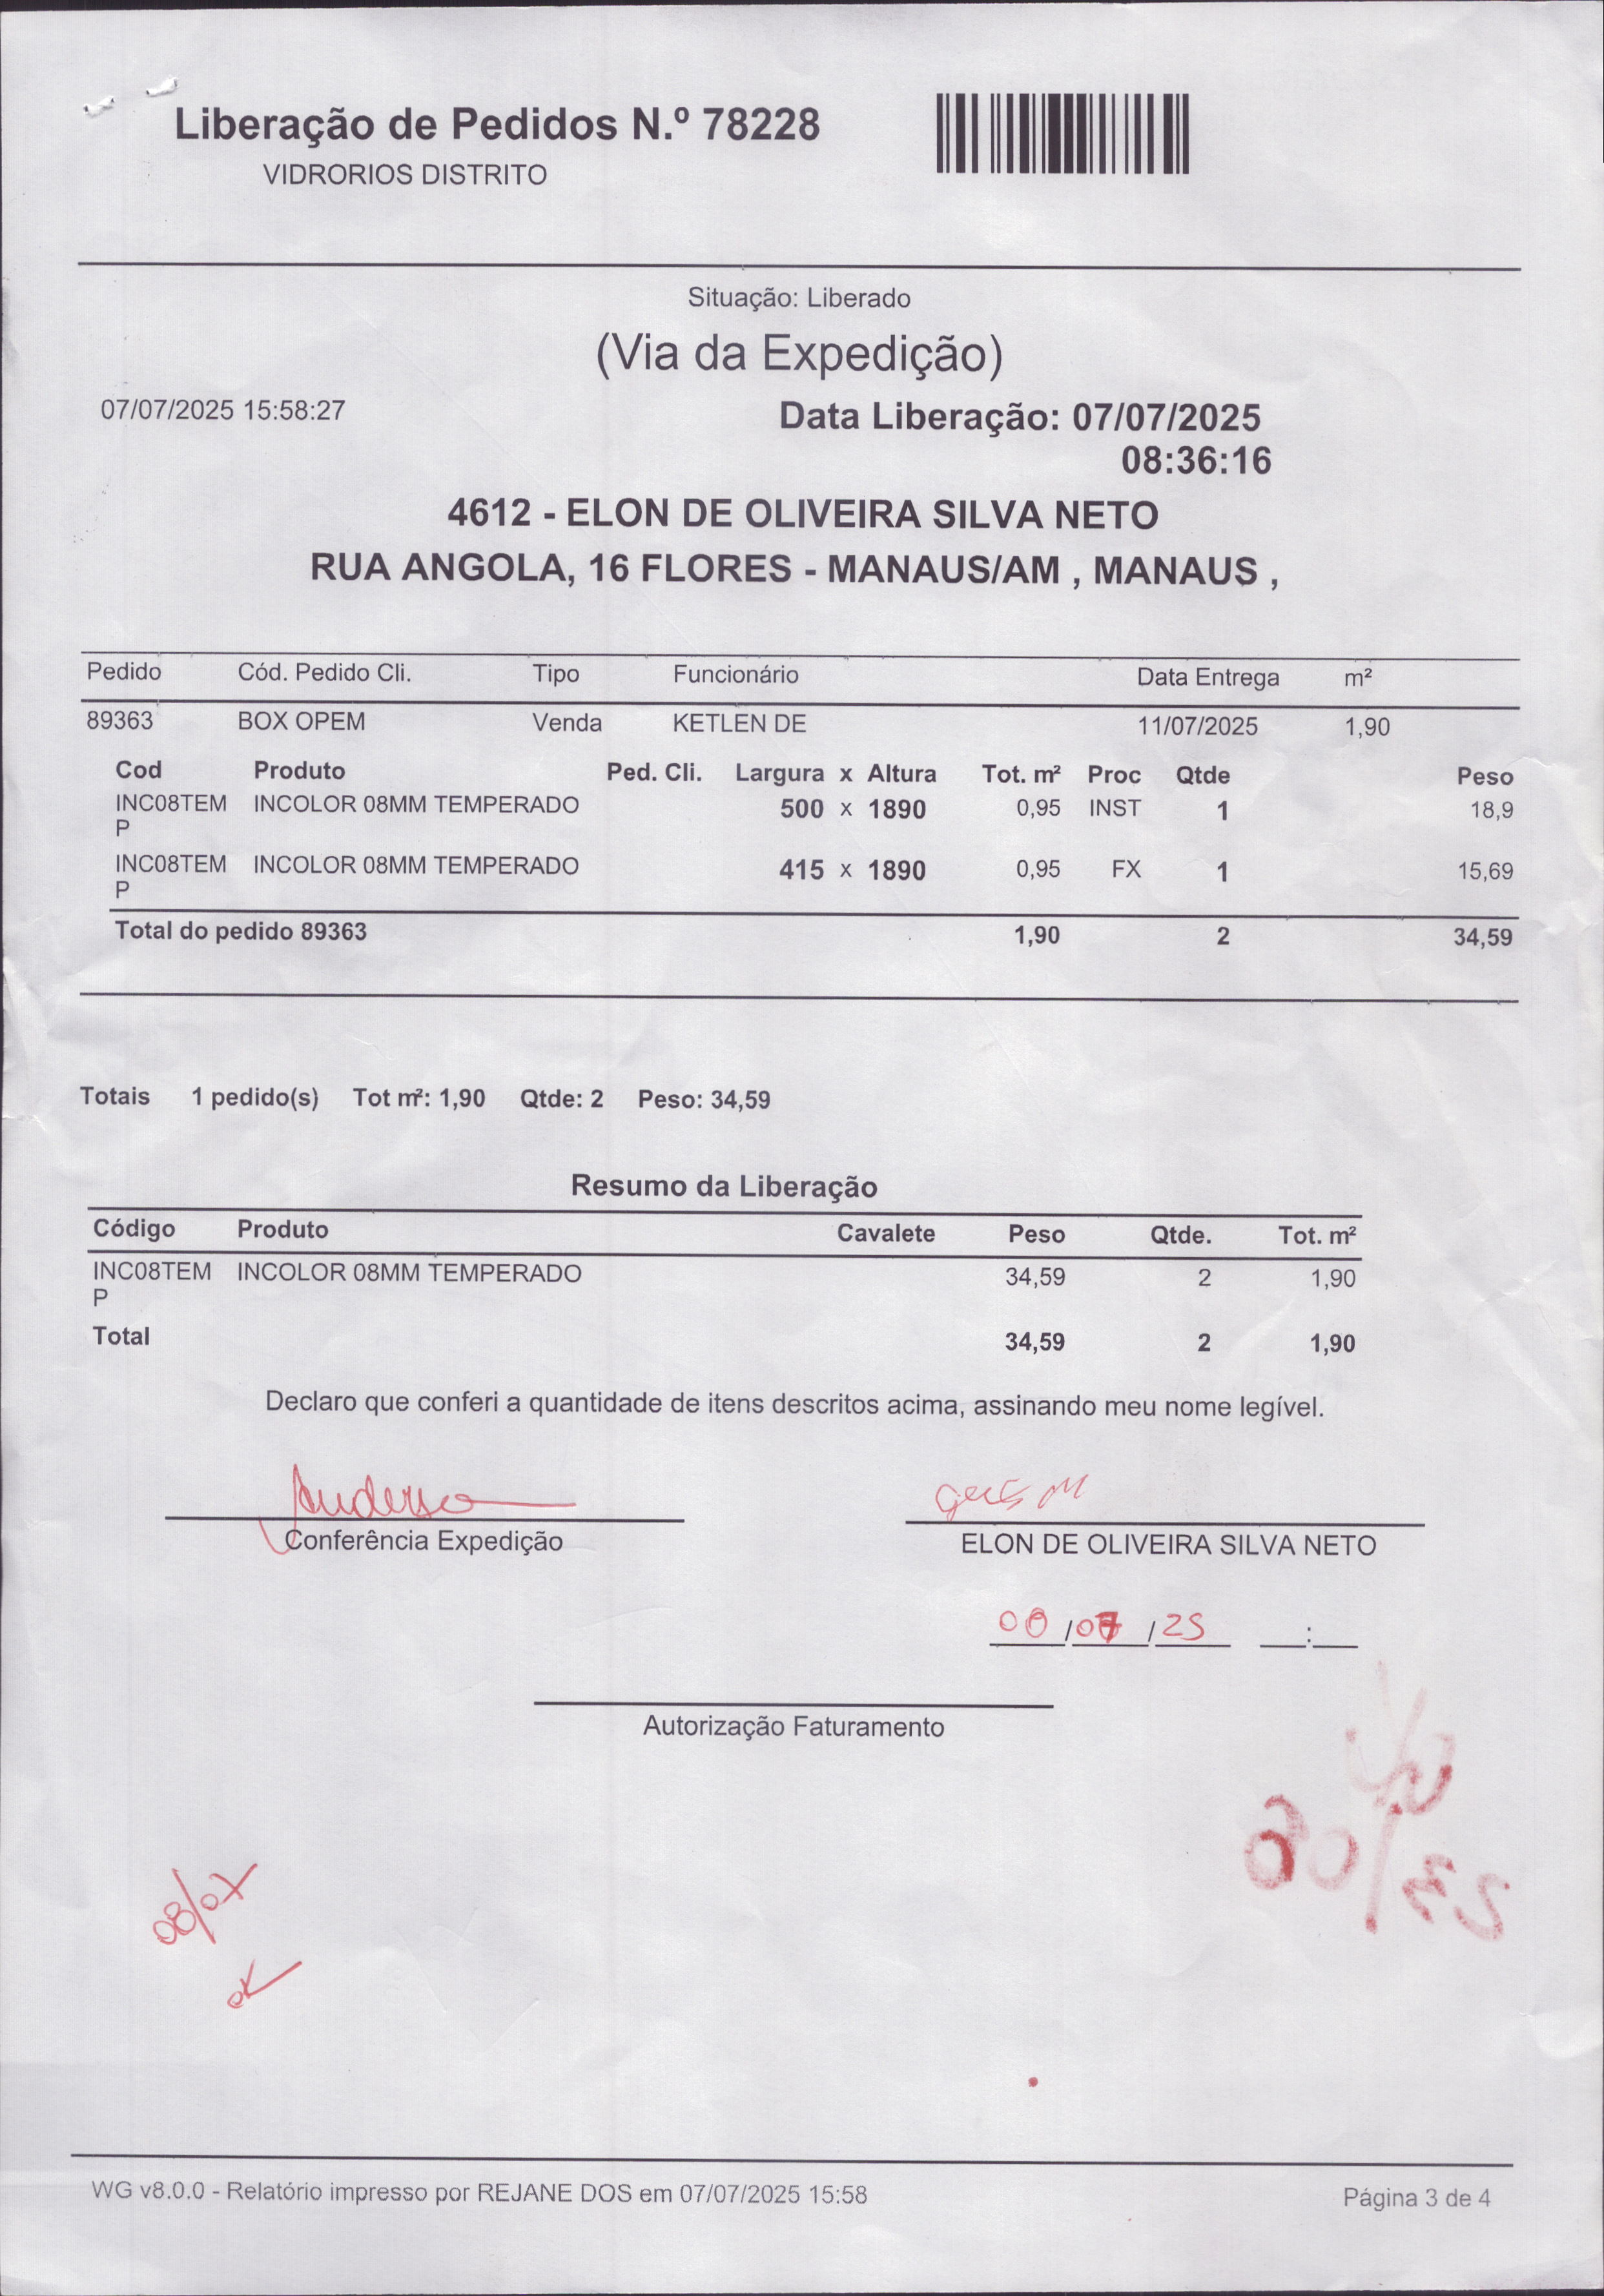 Liberação de Pedidos N.º 78228
VIDRORIOS DISTRITO
Situação: Liberado
(Via da Expedição)
07/07/2025 15:58:27
Data Liberação: 07/07/2025
08:36:16
4612 - ELON DE OLIVEIRA SILVA NETO
RUA ANGOLA, 16 FLORES - MANAUS/AM , MANAUS ,
Pedido Cód. Pedido Cli. Tipo Funcionário Data Entrega m²
89363 BOX OPEM Venda KETLEN DE 11/07/2025 1,90
Cod Produto Ped. Cli. Largura x Altura Tot. m² Proc Qtde Peso
INC08TEM INCOLOR 08MM TEMPERADO 500 x 1890 0,95 INST 1 18,9
P
INC08TEM INCOLOR 08MM TEMPERADO 415 x 1890 0,95 FX 1 15,69
P
Total do pedido 89363 1,90 2 34,59
Totais 1 pedido(s) Tot m²: 1,90 Qtde: 2 Peso: 34,59
Resumo da Liberação
Código Produto Cavalete Peso Qtde. Tot. m²
INC08TEM INCOLOR 08MM TEMPERADO 34,59 2 1,90
P
Total 34,59 2 1,90
Declaro que conferi a quantidade de itens descritos acima, assinando meu nome legível.
Anderso
Conferência Expedição
ELON DE OLIVEIRA SILVA NETO
08/07/25 __:__
Autorização Faturamento
08/07
OK
WG v8.0.0 - Relatório impresso por REJANE DOS em 07/07/2025 15:58
Página 3 de 4